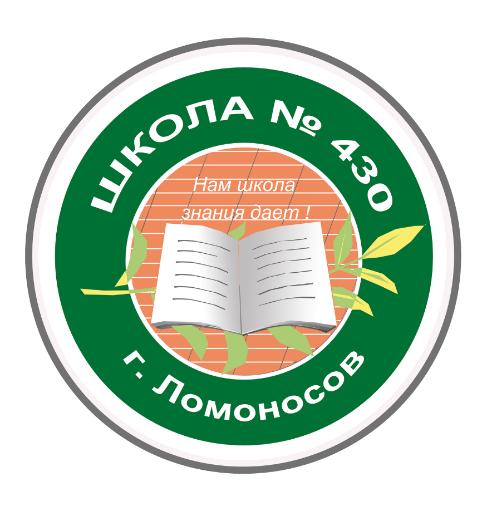 ШКОЛА № 430
Нам школа
знания дает !
г. Ломоносов